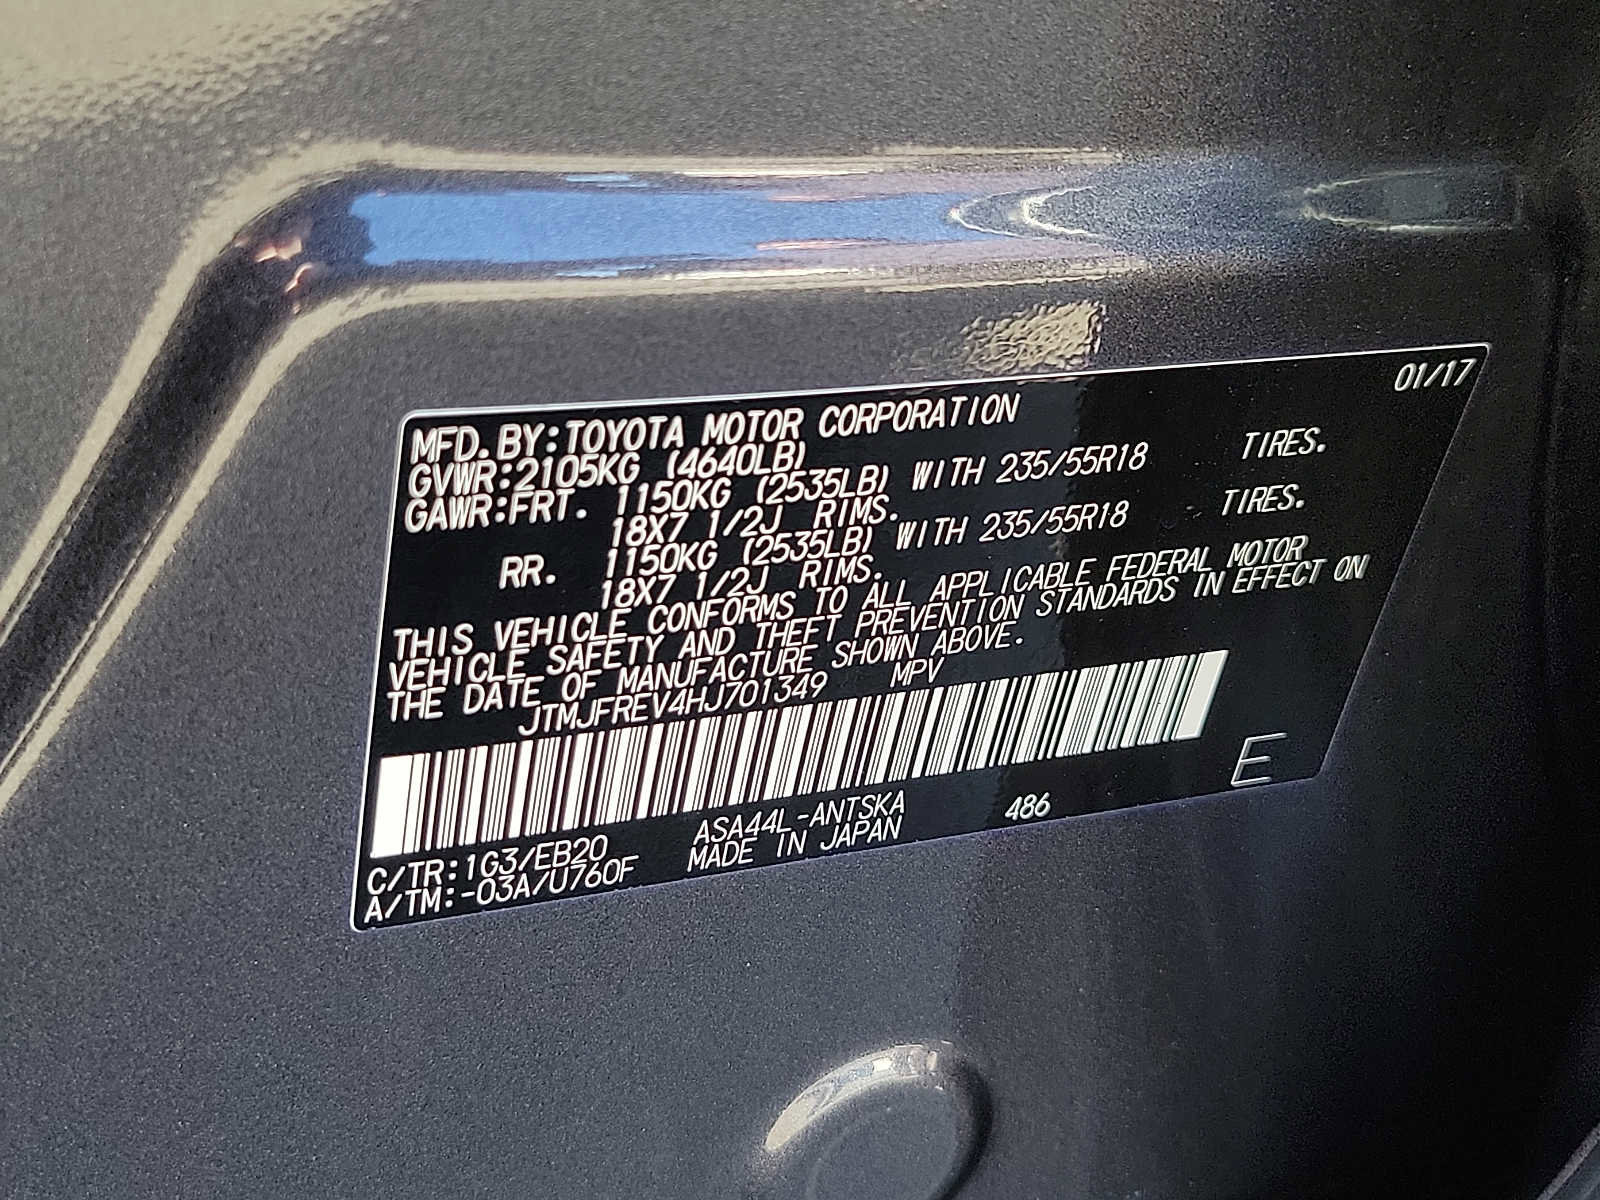 01/17
MFD.BY:TOYOTA MOTOR CORPORATION
GVWR:2105KG (4640LB)
GAWR:FRT. 1150KG (2535LB) WITH 235/55R18 TIRES.
18X7 1/2J RIMS.
RR. 1150KG (2535LB) WITH 235/55R18 TIRES.
18X7 1/2J RIMS.
THIS VEHICLE CONFORMS TO ALL APPLICABLE FEDERAL MOTOR
VEHICLE SAFETY AND THEFT PREVENTION STANDARDS IN EFFECT ON
THE DATE OF MANUFACTURE SHOWN ABOVE.
JTMJFREV4HJ701349 MPV
E
C/TR:1G3/EB20 ASA44L-ANTSKA 486
A/TM:-03A/U760F MADE IN JAPAN